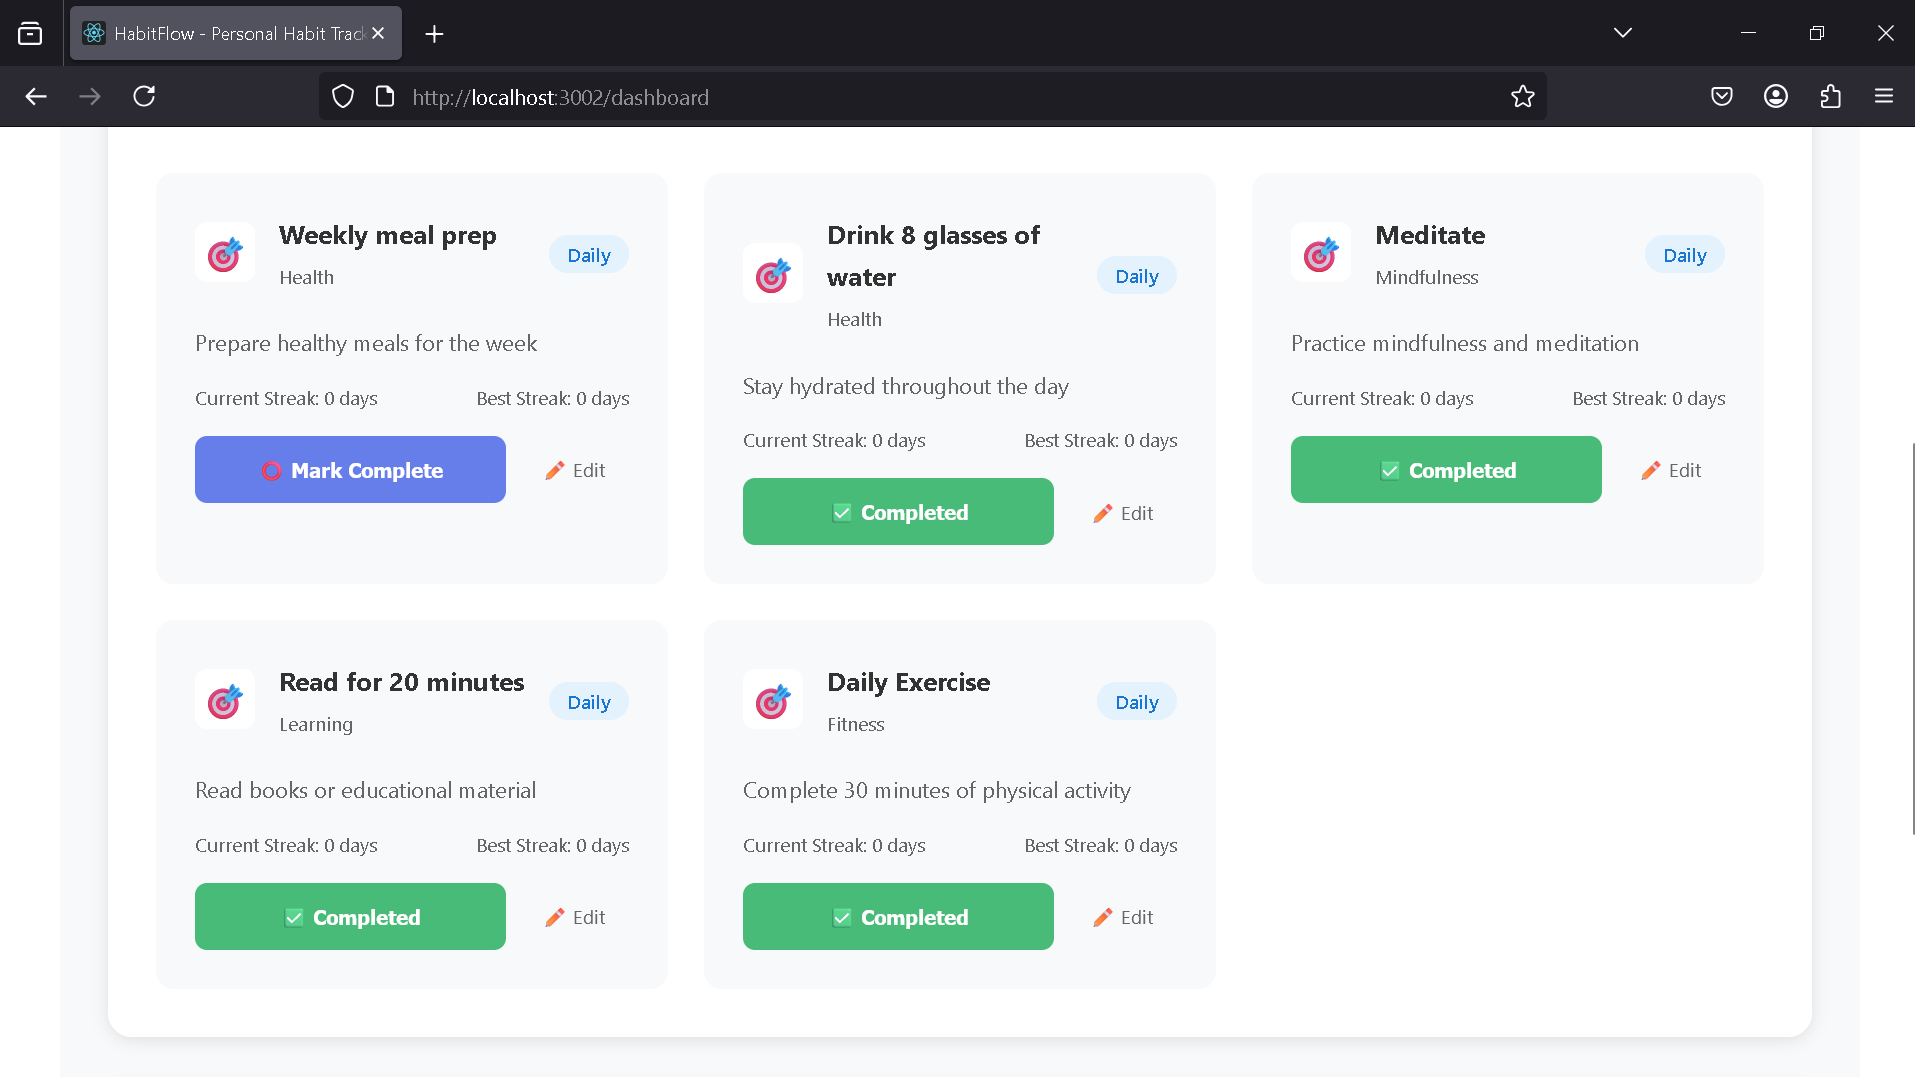 HabitFlow - Personal Habit Trac
http://localhost:3002/dashboard
Weekly meal prep
Health
Daily
Prepare healthy meals for the week
Current Streak: 0 days
Best Streak: 0 days
Mark Complete
Edit
Drink 8 glasses of
water
Health
Daily
Stay hydrated throughout the day
Current Streak: 0 days
Best Streak: 0 days
Completed
Edit
Meditate
Mindfulness
Daily
Practice mindfulness and meditation
Current Streak: 0 days
Best Streak: 0 days
Completed
Edit
Read for 20 minutes
Learning
Daily
Read books or educational material
Current Streak: 0 days
Best Streak: 0 days
Completed
Edit
Daily Exercise
Fitness
Daily
Complete 30 minutes of physical activity
Current Streak: 0 days
Best Streak: 0 days
Completed
Edit